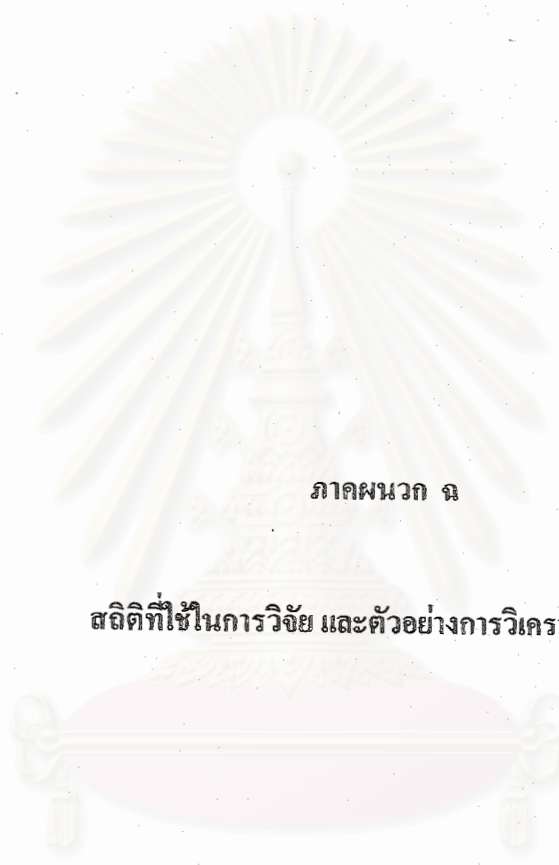 ภาคผนวก ฉ
สถิติที่ใช้ในการวิจัย และตัวอย่างการวิเครา